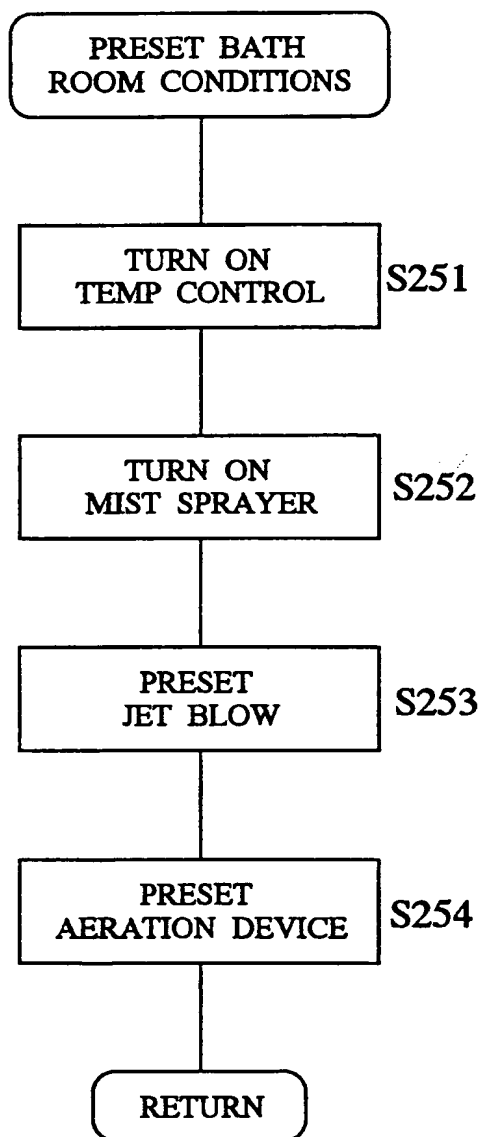 PRESET BATH
ROOM CONDITIONS
TURN ON
TEMP CONTROL
S251
TURN ON
MIST SPRAYER
S252
PRESET
JET BLOW
S253
PRESET
AERATION DEVICE
S254
RETURN